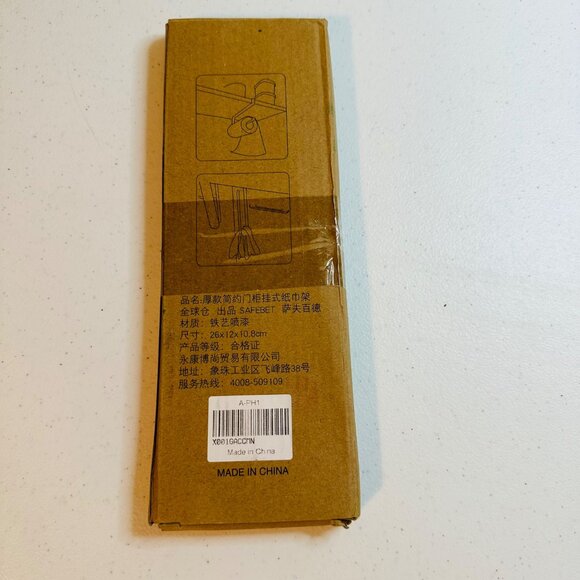 品名:厚款简约门柜挂式纸巾架
全球仓 出品 SAFEBET 萨夫百德
材质: 铁艺喷漆
尺寸: 26x12x10.8cm
产品等级: 合格证
永康博尚贸易有限公司
地址: 象珠工业区飞峰路38号
服务热线: 4008-509109
A-PH1
X001GACCMN
Made in China
MADE IN CHINA